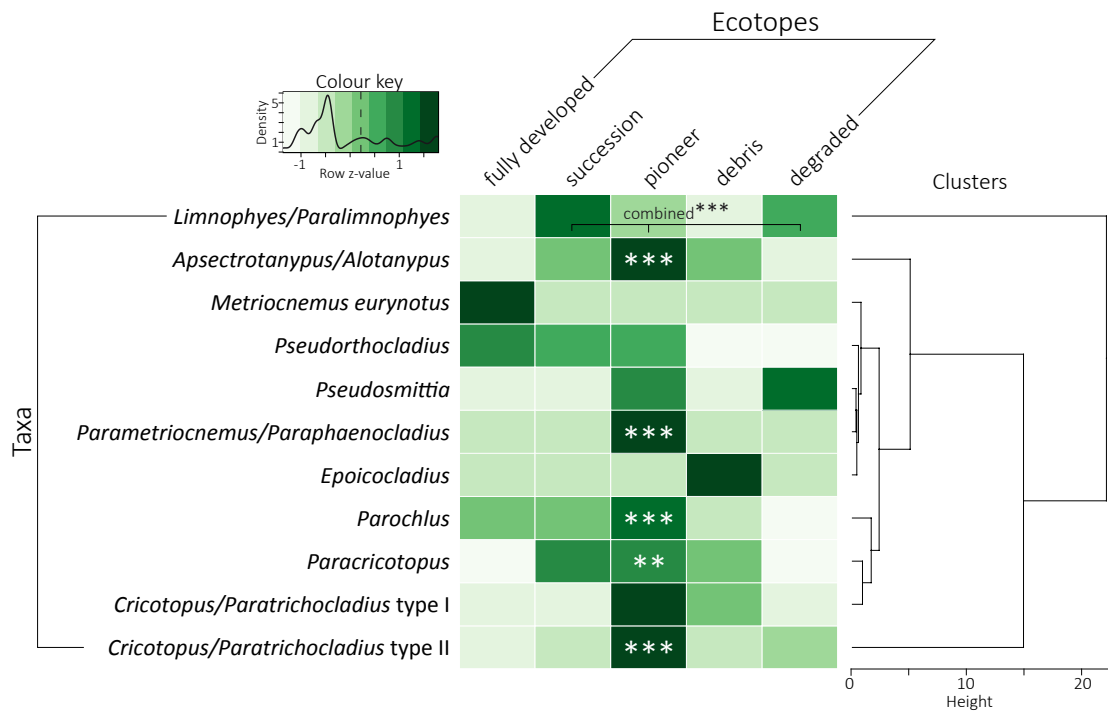 Ecotopes
Colour key
Density
5
1
-1 1
Row z-value
fully developed
succession
pioneer
debris
degraded
Clusters
Taxa
Limnophyes/Paralimnophyes
combined ***
Apsectrotanypus/Alotanypus
***
Metriocnemus eurynotus
Pseudorthocladius
Pseudosmittia
Parametriocnemus/Paraphaenocladius
***
Epoicocladius
Parochlus
***
Paracricotopus
**
Cricotopus/Paratrichocladius type I
Cricotopus/Paratrichocladius type II
***
0 10 20
Height